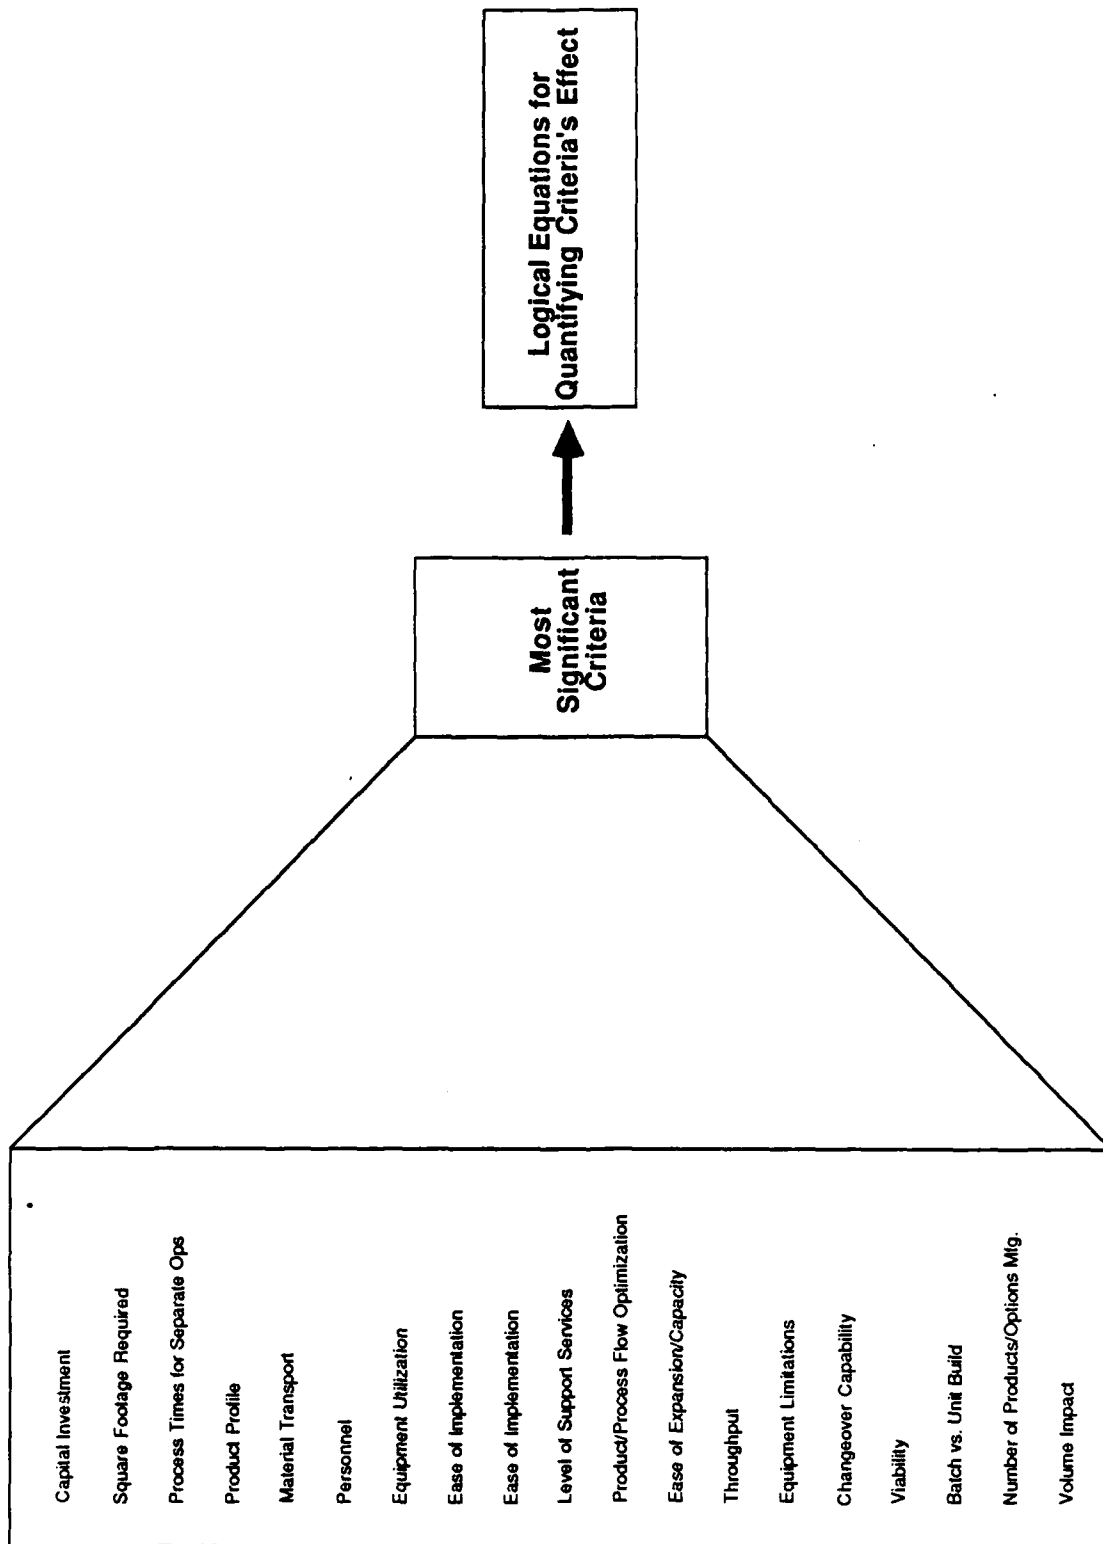 Capital Investment
Square Footage Required
Process Times for Separate Ops
Product Profile
Material Transport
Personnel
Equipment Utilization
Ease of Implementation
Ease of Implementation
Level of Support Services
Product/Process Flow Optimization
Ease of Expansion/Capacity
Throughput
Equipment Limitations
Changeover Capability
Viability
Batch vs. Unit Build
Number of Products/Options Mfg.
Volume Impact
Most
Significant
Criteria
Logical Equations for
Quantifying Criteria's Effect